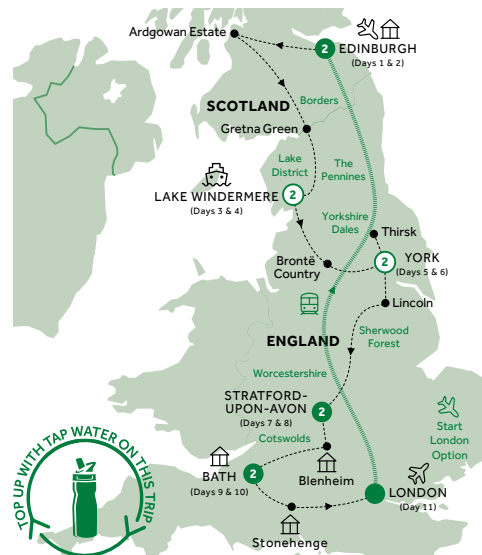 Ardgowan Estate
2
EDINBURGH
(Days 1 & 2)
SCOTLAND
Borders
Gretna Green
Lake
District
The
Pennines
2
LAKE WINDERMERE
(Days 3 & 4)
Yorkshire
Dales
Thirsk
Brontë
Country
2
YORK
(Days 5 & 6)
Lincoln
ENGLAND
Sherwood
Forest
Worcestershire
STRATFORD-
UPON-AVON
(Days 7 & 8)
2
Start
London
Option
Cotswolds
BATH
(Days 9 & 10)
2
Blenheim
LONDON
(Day 11)
Stonehenge
TOP UP WITH TAP WATER ON THIS TRIP